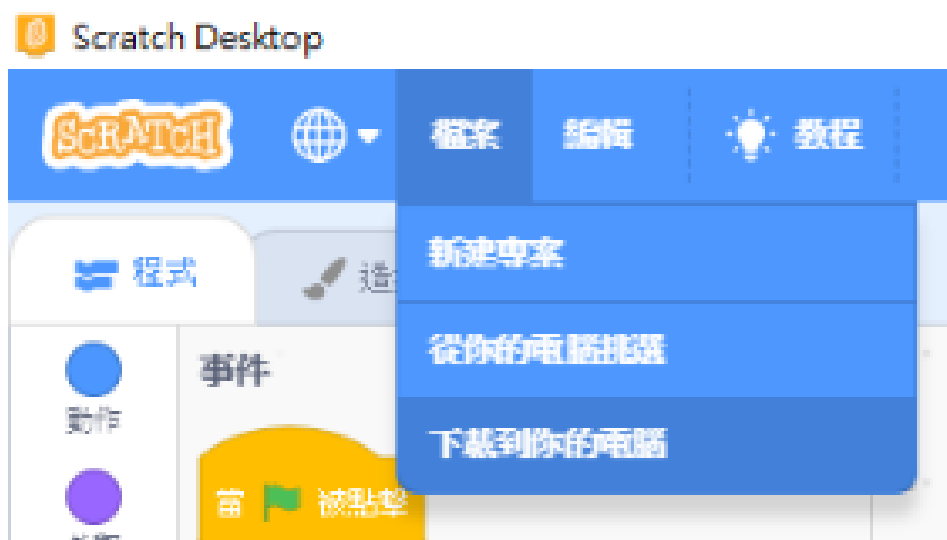 Scratch Desktop
SCRATCH 檔案 編輯 教程
新建專案
程式 造
從你的電腦挑選
事件
動作
下載到你的電腦
當 被點擊